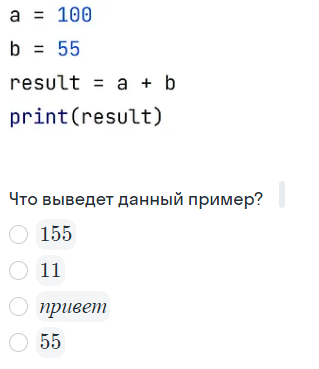 a = 100
b = 55
result = a + b
print(result)
Что выведет данный пример?
155
11
привет
55